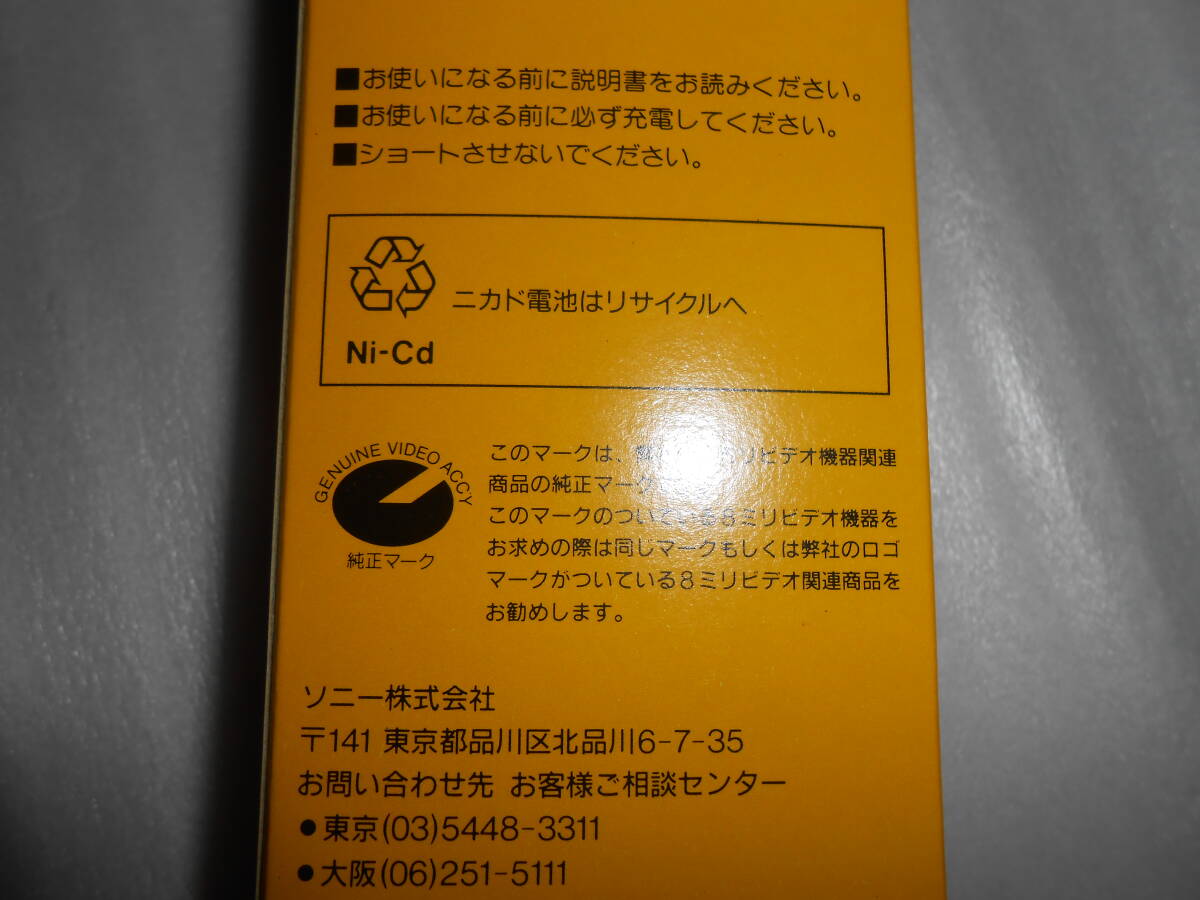 ■お使いになる前に説明書をお読みください。
■お使いになる前に必ず充電してください。
■ショートさせないでください。
ニカド電池はリサイクルへ
Ni-Cd
GENUINE VIDEO ACC'Y
純正マーク
このマークは、 リビデオ機器関連
商品の純正マーク
このマークのついている8ミリビデオ機器を
お求めの際は同じマークもしくは弊社のロゴ
マークがついている8ミリビデオ関連商品を
お勧めします。
ソニー株式会社
〒141 東京都品川区北品川6-7-35
お問い合わせ先 お客様ご相談センター
●東京(03)5448-3311
●大阪(06)251-5111